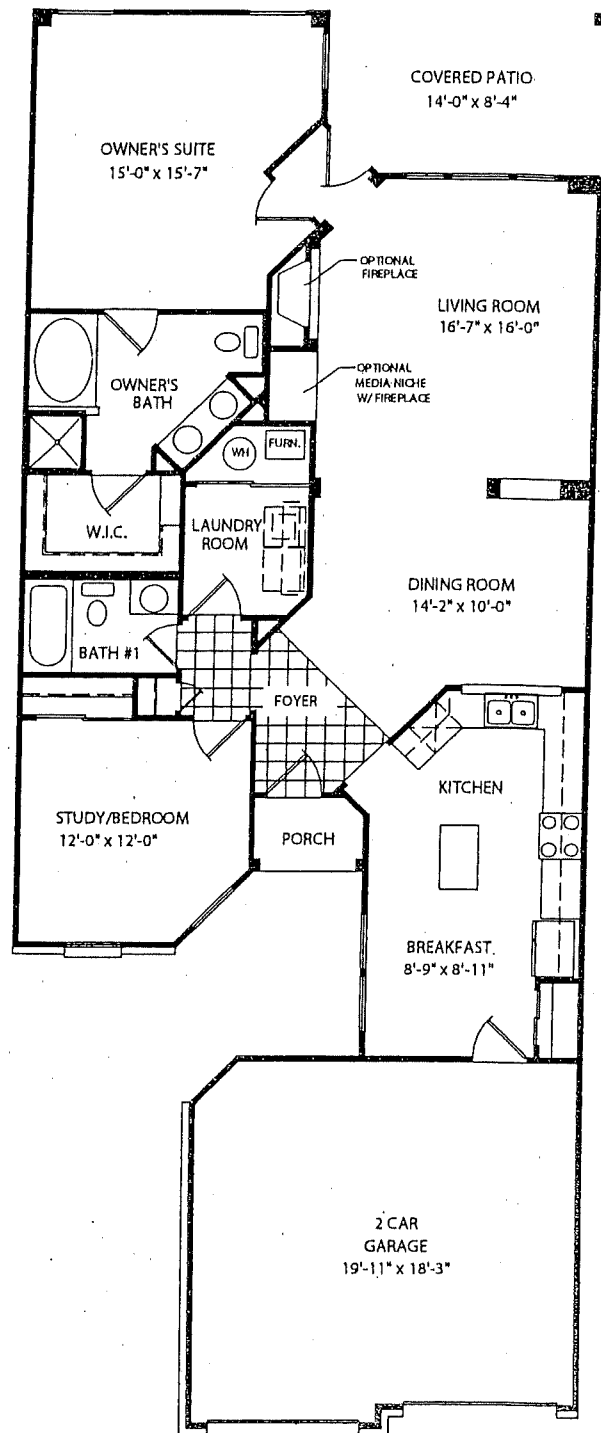 COVERED PATIO
14'-0" x 8'-4"
OWNER'S SUITE
15'-0" x 15'-7"
OPTIONAL
FIREPLACE
LIVING ROOM
16'-7" x 16'-0"
OPTIONAL
MEDIA NICHE
W/ FIREPLACE
OWNER'S
BATH
WH
FURN.
W.I.C.
LAUNDRY
ROOM
DINING ROOM
14'-2" x 10'-0"
BATH #1
FOYER
KITCHEN
STUDY/BEDROOM
12'-0" x 12'-0"
PORCH
BREAKFAST
8'-9" x 8'-11"
2 CAR
GARAGE
19'-11" x 18'-3"